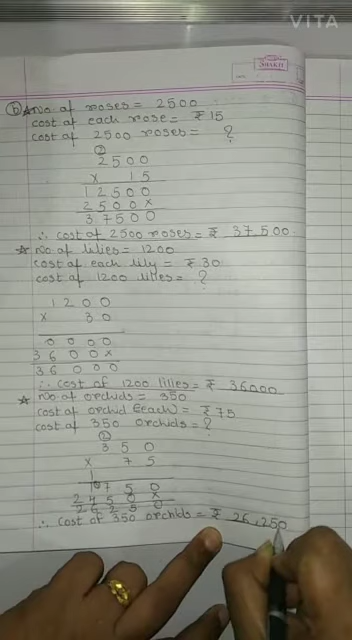 VITA
SHAKTI
b) ☆ No of roses = 2500
cost of each rose = ₹ 15
cost of 2500 roses = ?
②
2500
x 15
12500
2500x
37500
∴ cost of 2500 roses = ₹ 37,500
☆ No of lilies = 1200
cost of each lily = ₹ 30
cost of 1200 lilies = ?
1200
x 30
0000
3600x
36000
∴ cost of 1200 lilies = ₹ 36000
☆ No of orchids = 350
cost of orchid each = ₹ 75
cost of 350 orchids = ?
350
x 75
1750
2450x
26250
∴ cost of 350 orchids = ₹ 26,250